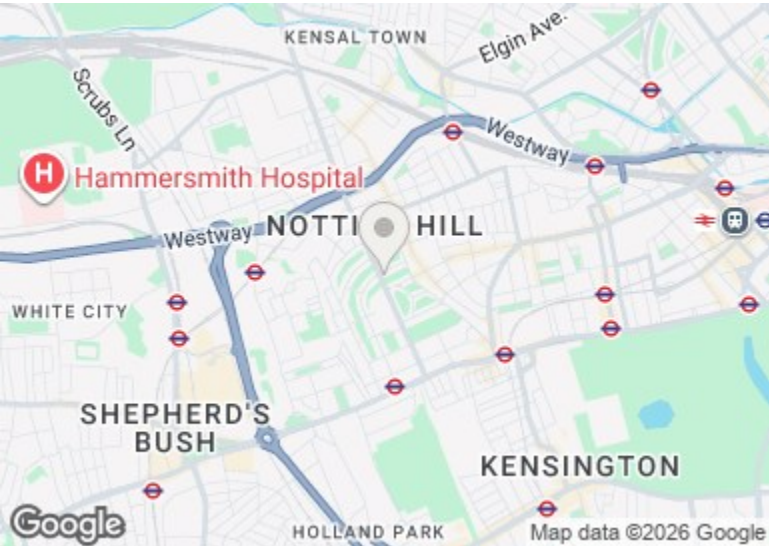 KENSAL TOWN
Elgin Ave.
Scrubs Ln
Westway
H
Hammersmith Hospital
NOTTI HILL
Westway
WHITE CITY
SHEPHERD'S
BUSH
KENSINGTON
Google
HOLLAND PARK
Map data ©2026 Google